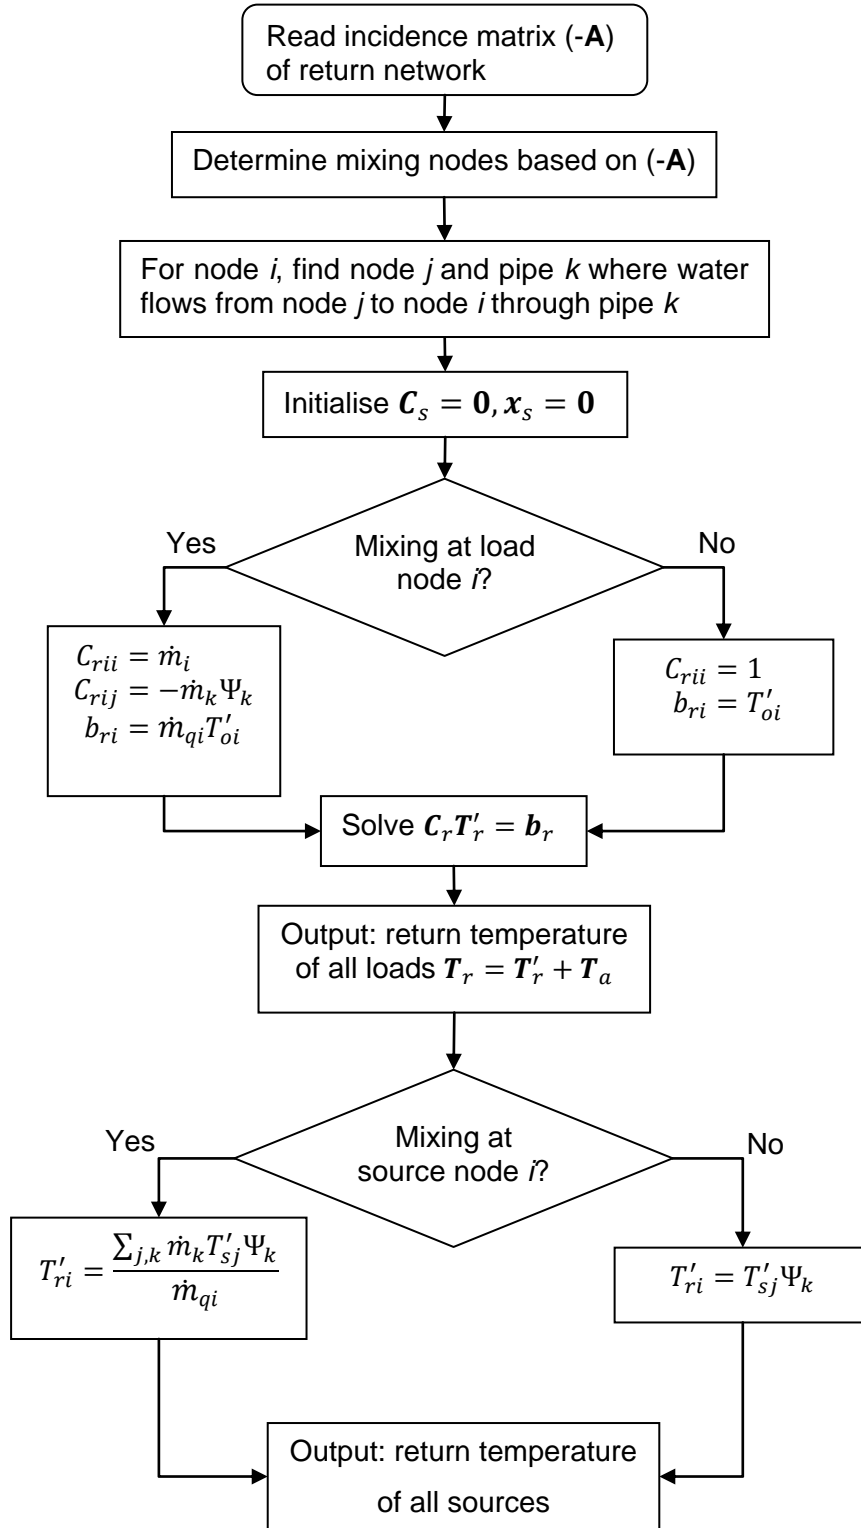 Read incidence matrix (-A)
of return network
Determine mixing nodes based on (-A)
For node i, find node j and pipe k where water
flows from node j to node i through pipe k
Initialise C_s = 0, x_s = 0
Mixing at load
node i?
Yes
No
C_rii = ṁ_i
C_rij = −ṁ_kΨ_k
b_ri = ṁ_qi T′_oi
C_rii = 1
b_ri = T′_oi
Solve C_r T′_r = b_r
Output: return temperature
of all loads T_r = T′_r + T_a
Mixing at
source node i?
Yes
No
T′_ri = ∑_j,k ṁ_k T′_sj Ψ_k / ṁ_qi
T′_ri = T′_sj Ψ_k
Output: return temperature
of all sources